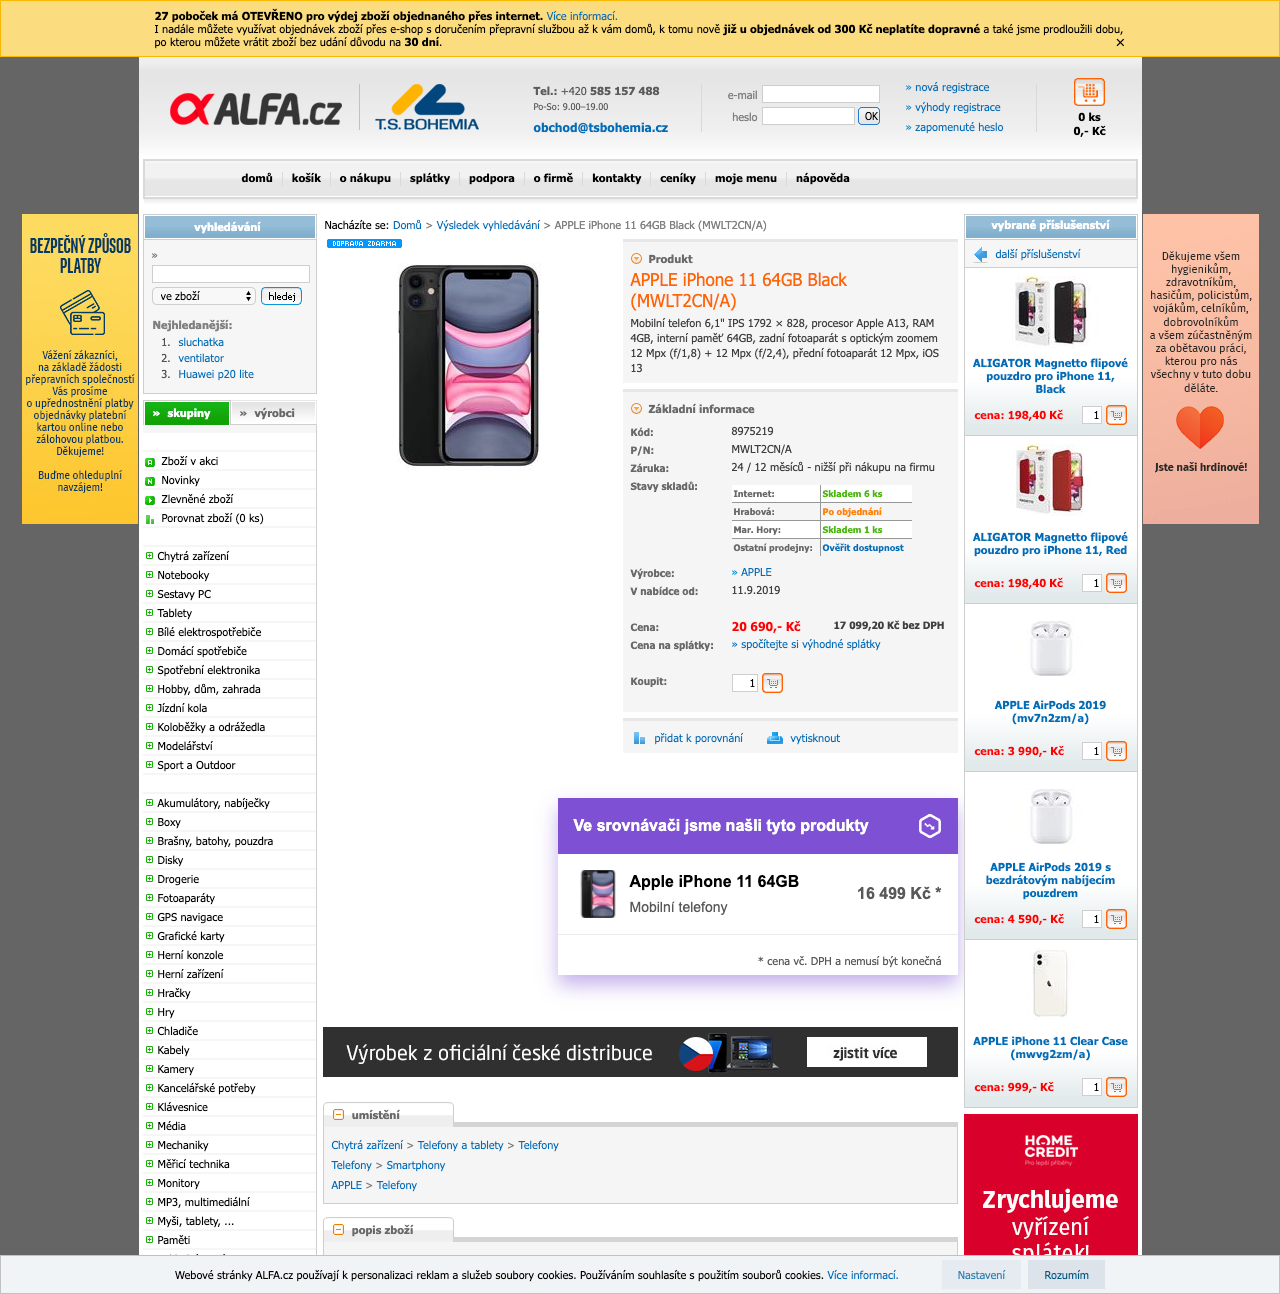 27 poboček má OTEVŘENO pro výdej zboží objednaného přes internet. Více informací.
I nadále můžete využívat objednávek zboží přes e-shop s doručením přepravní službou až k vám domů, k tomu nově již u objednávek od 300 Kč neplatíte dopravné a také jsme prodloužili dobu,
po kterou můžete vrátit zboží bez udání důvodu na 30 dní. ×
αALFA.cz
T.S.BOHEMIA
Tel.: +420 585 157 488
Po-So: 9.00–19.00
obchod@tsbohemia.cz
e-mail
heslo OK
» nová registrace
» výhody registrace
» zapomenuté heslo
0 ks
0,- Kč
domů košík o nákupu splátky podpora o firmě kontakty ceníky moje menu nápověda
BEZPEČNÝ ZPŮSOB
PLATBY
Vážení zákazníci,
na základě žádosti
přepravních společností
Vás prosíme
o upřednostnění platby
objednávky platební
kartou online nebo
zálohovou platbou.
Děkujeme!
Buďme ohleduplní
navzájem!
vyhledávání
»
ve zboží hledej
Nejhledanější:
1. sluchatka
2. ventilator
3. Huawei p20 lite
» skupiny » výrobci
Zboží v akci
Novinky
Zlevněné zboží
Porovnat zboží (0 ks)
Chytrá zařízení
Notebooky
Sestavy PC
Tablety
Bílé elektrospotřebiče
Domácí spotřebiče
Spotřební elektronika
Hobby, dům, zahrada
Jízdní kola
Koloběžky a odrážedla
Modelářství
Sport a Outdoor
Akumulátory, nabíječky
Boxy
Brašny, batohy, pouzdra
Disky
Drogerie
Fotoaparáty
GPS navigace
Grafické karty
Herní konzole
Herní zařízení
Hračky
Hry
Chladiče
Kabely
Kamery
Kancelářské potřeby
Klávesnice
Média
Mechaniky
Měřicí technika
Monitory
MP3, multimediální
Myši, tablety, ...
Paměti
Nacházíte se: Domů > Výsledek vyhledávání > APPLE iPhone 11 64GB Black (MWLT2CN/A)
DOPRAVA ZDARMA
Produkt
APPLE iPhone 11 64GB Black
(MWLT2CN/A)
Mobilní telefon 6,1" IPS 1792 × 828, procesor Apple A13, RAM
4GB, interní paměť 64GB, zadní fotoaparát s optickým zoomem
12 Mpx (f/1,8) + 12 Mpx (f/2,4), přední fotoaparát 12 Mpx, iOS
13
Základní informace
Kód: 8975219
P/N: MWLT2CN/A
Záruka: 24 / 12 měsíců - nižší při nákupu na firmu
Stavy skladů:
Internet: Skladem 6 ks
Hrabová: Po objednání
Mar. Hory: Skladem 1 ks
Ostatní prodejny: Ověřit dostupnost
Výrobce: » APPLE
V nabídce od: 11.9.2019
Cena: 20 690,- Kč 17 099,20 Kč bez DPH
Cena na splátky: » spočítejte si výhodné splátky
Koupit: 1
přidat k porovnání vytisknout
Ve srovnávači jsme našli tyto produkty
Apple iPhone 11 64GB
Mobilní telefony
16 499 Kč *
* cena vč. DPH a nemusí být konečná
Výrobek z oficiální české distribuce zjistit více
umístění
Chytrá zařízení > Telefony a tablety > Telefony
Telefony > Smartphony
APPLE > Telefony
popis zboží
vybrané příslušenství
další příslušenství
ALIGATOR Magnetto flipové
pouzdro pro iPhone 11,
Black
cena: 198,40 Kč 1
ALIGATOR Magnetto flipové
pouzdro pro iPhone 11, Red
cena: 198,40 Kč 1
APPLE AirPods 2019
(mv7n2zm/a)
cena: 3 990,- Kč 1
APPLE AirPods 2019 s
bezdrátovým nabíjecím
pouzdrem
cena: 4 590,- Kč 1
APPLE iPhone 11 Clear Case
(mwvg2zm/a)
cena: 999,- Kč 1
HOME
CREDIT
Pro lepší příběhy
Zrychlujeme
vyřízení
splátek!
Děkujeme všem
hygienikům,
zdravotníkům,
hasičům, policistům,
vojákům, celníkům,
dobrovolníkům
a všem zúčastněným
za obětavou práci,
kterou pro nás
všechny v tuto dobu
děláte.
Jste naši hrdinové!
Webové stránky ALFA.cz používají k personalizaci reklam a služeb soubory cookies. Používáním souhlasíte s použitím souborů cookies. Více informací. Nastavení Rozumím